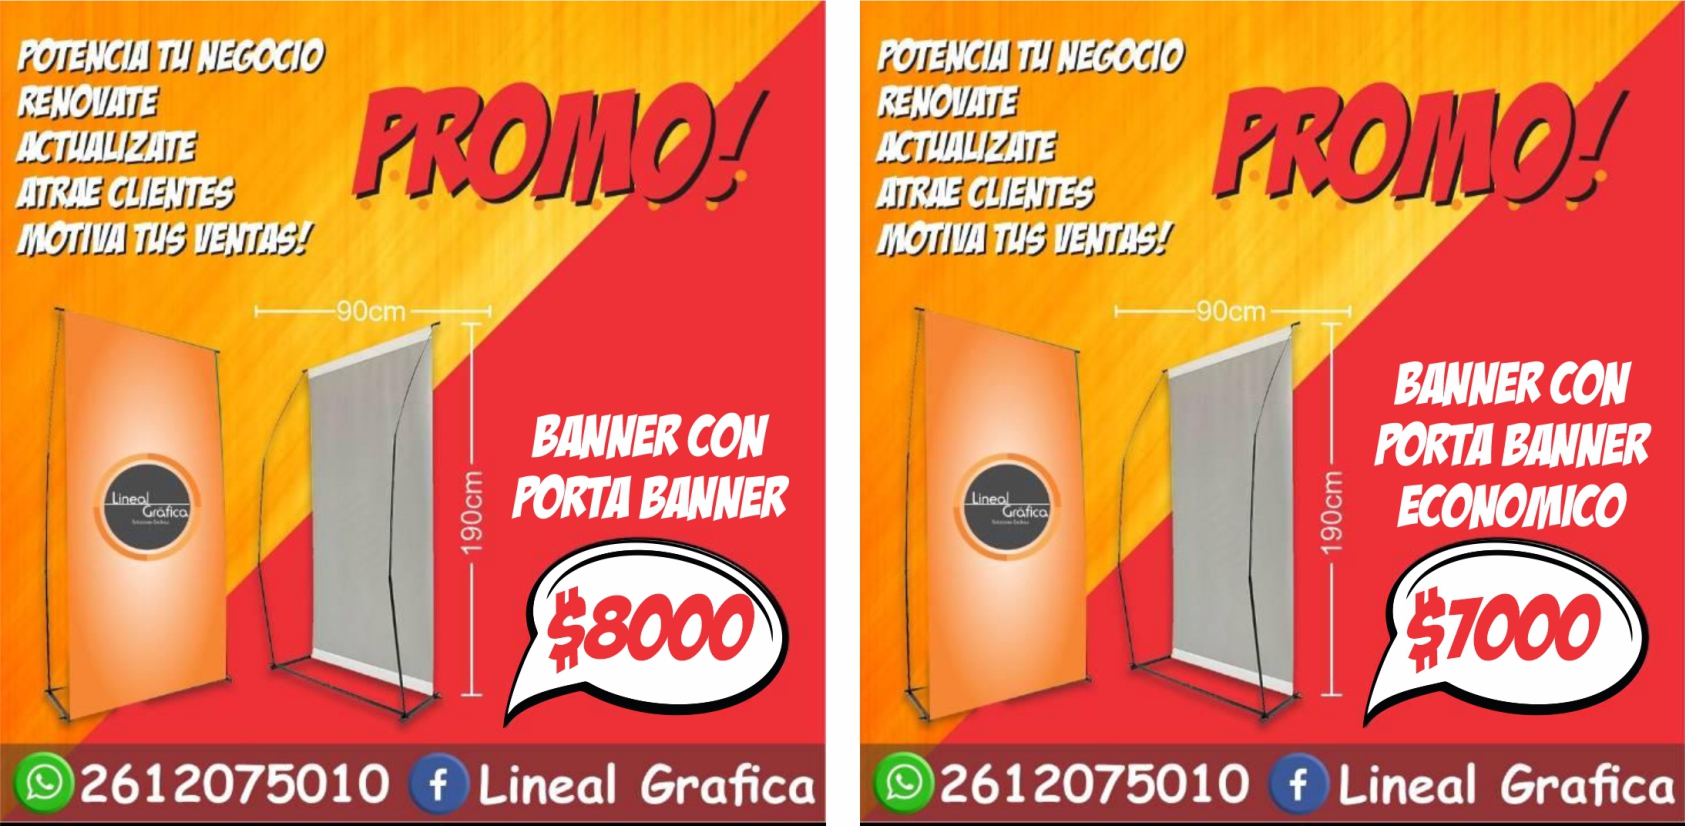 POTENCIA TU NEGOCIO
RENOVATE
ACTUALIZATE
ATRAE CLIENTES
MOTIVA TUS VENTAS!
PROMO!
90cm
190cm
Lineal
Gráfica
BANNER CON
PORTA BANNER
$8000
2612075010 Lineal Grafica
POTENCIA TU NEGOCIO
RENOVATE
ACTUALIZATE
ATRAE CLIENTES
MOTIVA TUS VENTAS!
PROMO!
90cm
190cm
Lineal
Gráfica
BANNER CON
PORTA BANNER
ECONOMICO
$7000
2612075010 Lineal Grafica